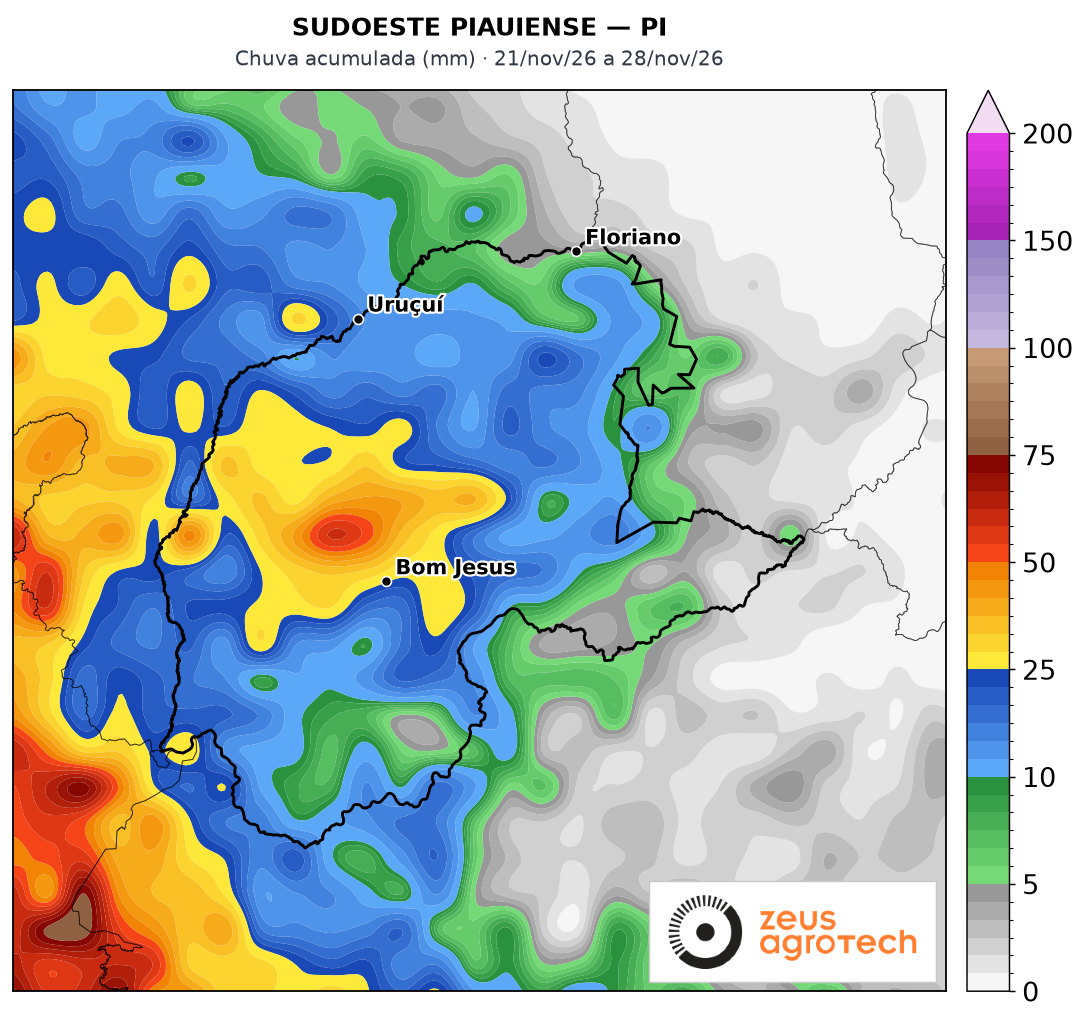 SUDOESTE PIAUIENSE — PI
Chuva acumulada (mm) · 21/nov/26 a 28/nov/26
Floriano
Uruçuí
Bom Jesus
200
150
100
75
50
25
10
5
0
zeus
agrotech